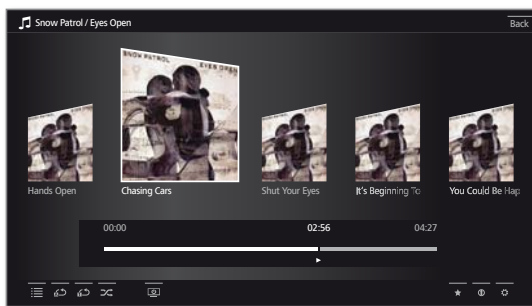 Snow Patrol / Eyes Open
Back
SNOW PATROL EYES OPEN
Hands Open
Chasing Cars
Shut Your Eyes
It's Beginning To
You Could Be Hap
00:00 02:56 04:27